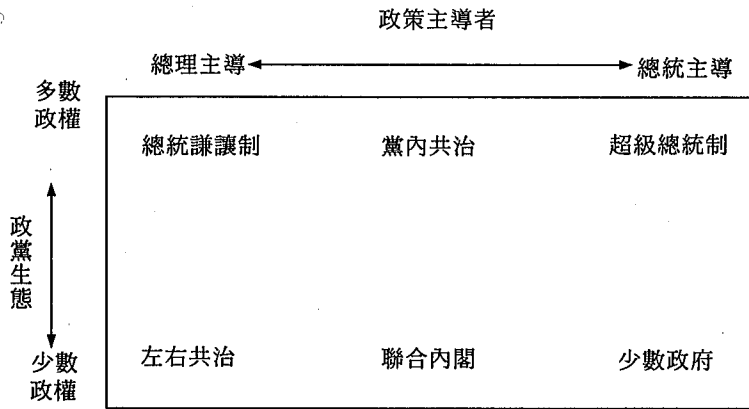 政策主導者
總理主導 總統主導
多數
政權
總統謙讓制 黨內共治 超級總統制
政黨生態
左右共治 聯合內閣 少數政府
少數
政權